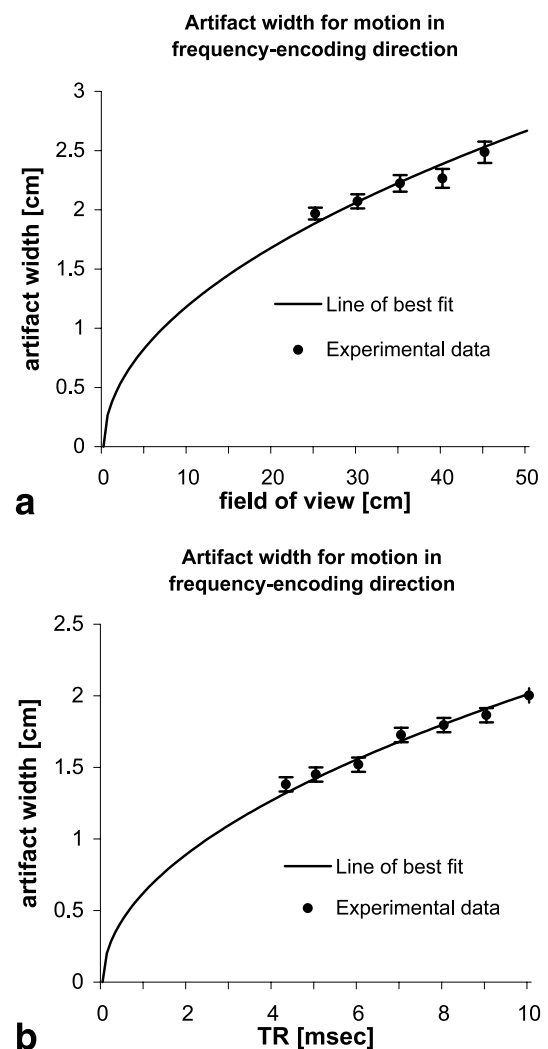 Artifact width for motion in
frequency-encoding direction
artifact width [cm]
3
2.5
2
1.5
1
0.5
0
Line of best fit
Experimental data
0 10 20 30 40 50
field of view [cm]
a
Artifact width for motion in
frequency-encoding direction
artifact width [cm]
2.5
2
1.5
1
0.5
0
Line of best fit
Experimental data
0 2 4 6 8 10
TR [msec]
b